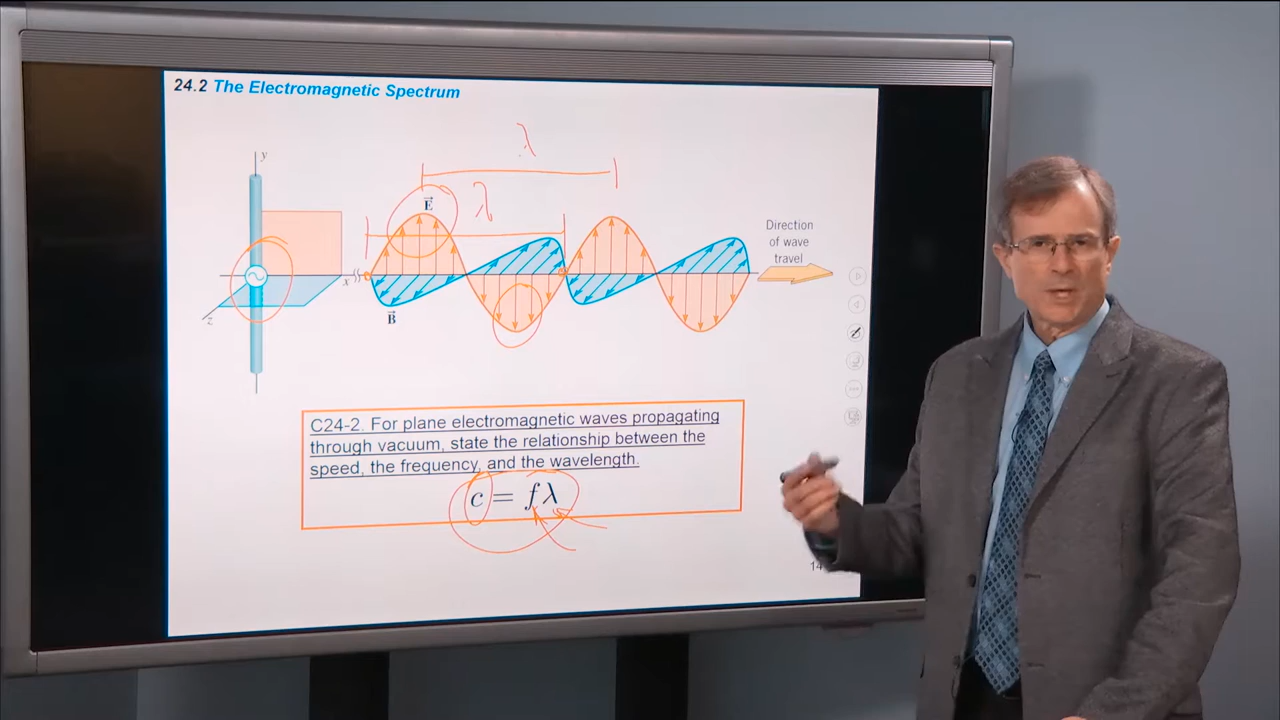 24.2 The Electromagnetic Spectrum
λ
y
λ
E
Direction
of wave
travel
x
z
B
C24-2. For plane electromagnetic waves propagating
through vacuum, state the relationship between the
speed, the frequency, and the wavelength.
c = fλ
14